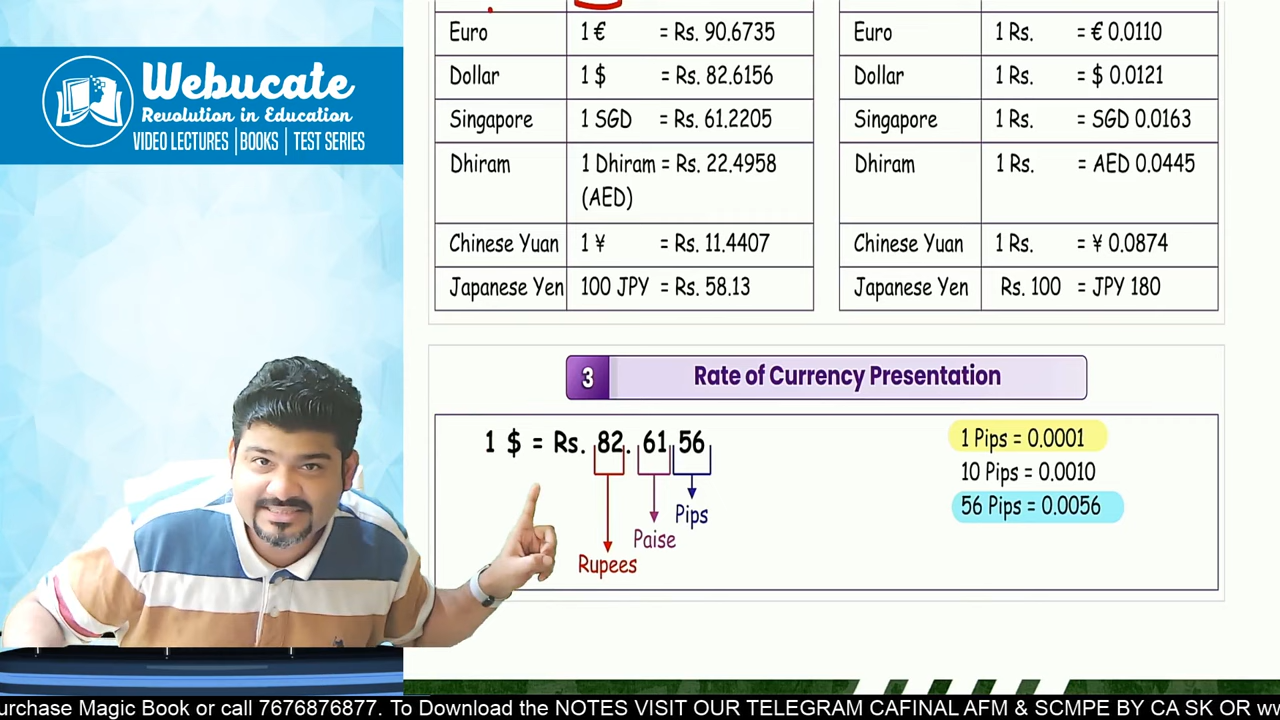 Webucate
Revolution in Education
VIDEO LECTURES | BOOKS | TEST SERIES
Euro 1 € = Rs. 90.6735
Dollar 1 $ = Rs. 82.6156
Singapore 1 SGD = Rs. 61.2205
Dhiram 1 Dhiram = Rs. 22.4958
(AED)
Chinese Yuan 1 ¥ = Rs. 11.4407
Japanese Yen 100 JPY = Rs. 58.13
Euro 1 Rs. = € 0.0110
Dollar 1 Rs. = $ 0.0121
Singapore 1 Rs. = SGD 0.0163
Dhiram 1 Rs. = AED 0.0445
Chinese Yuan 1 Rs. = ¥ 0.0874
Japanese Yen Rs. 100 = JPY 180
3 Rate of Currency Presentation
1 $ = Rs. 82. 61 56
Pips
Paise
Rupees
1 Pips = 0.0001
10 Pips = 0.0010
56 Pips = 0.0056
urchase Magic Book or call 7676876877. To Download the NOTES VISIT OUR TELEGRAM CAFINAL AFM & SCMPE BY CA SK OR